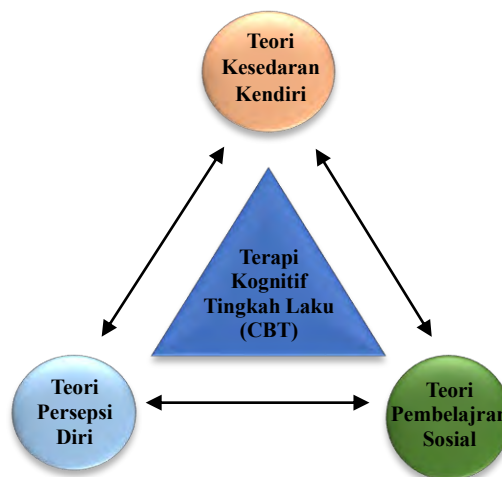 Teori
Kesedaran
Kendiri
Terapi
Kognitif
Tingkah Laku
(CBT)
Teori
Persepsi
Diri
Teori
Pembelajran
Sosial